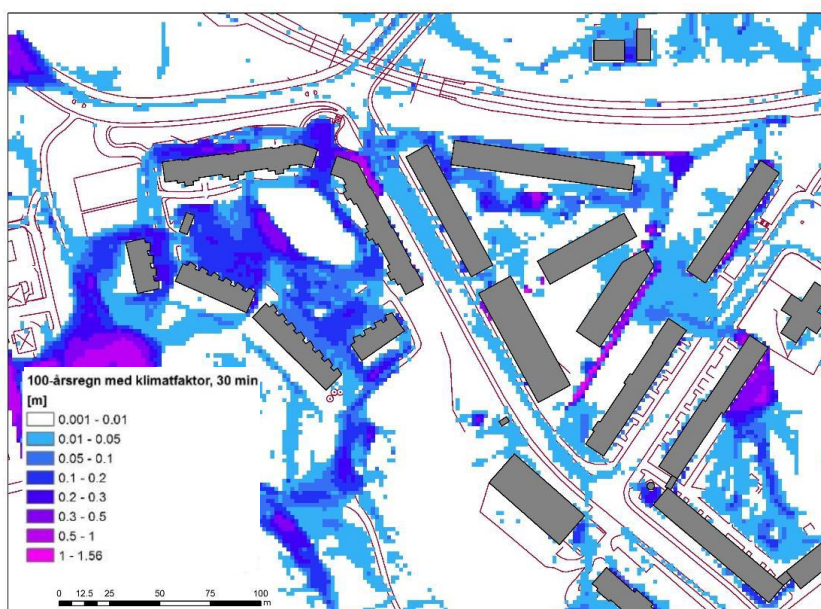 100-årsregn med klimatfaktor, 30 min
[m]
0.001 - 0.01
0.01 - 0.05
0.05 - 0.1
0.1 - 0.2
0.2 - 0.3
0.3 - 0.5
0.5 - 1
1 - 1.56
0 12.5 25 50 75 100
m